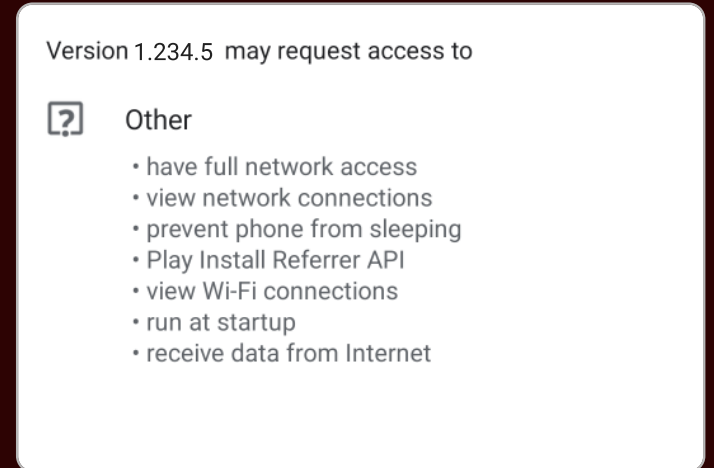 Version 1.234.5 may request access to
Other
• have full network access
• view network connections
• prevent phone from sleeping
• Play Install Referrer API
• view Wi-Fi connections
• run at startup
• receive data from Internet